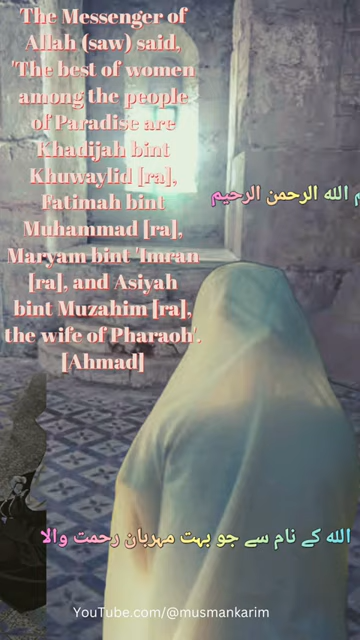 The Messenger of
Allah (saw) said,
'The best of women
among the people
of Paradise are
Khadijah bint
Khuwaylid [ra],
Fatimah bint
Muhammad [ra],
Maryam bint 'Imran
[ra], and Asiyah
bint Muzahim [ra],
the wife of Pharaoh'.
[Ahmad]
الله الرحمن الرحيم
الله کے نام سے جو بہت مہربان رحمت والا
YouTube.com/@musmankarim